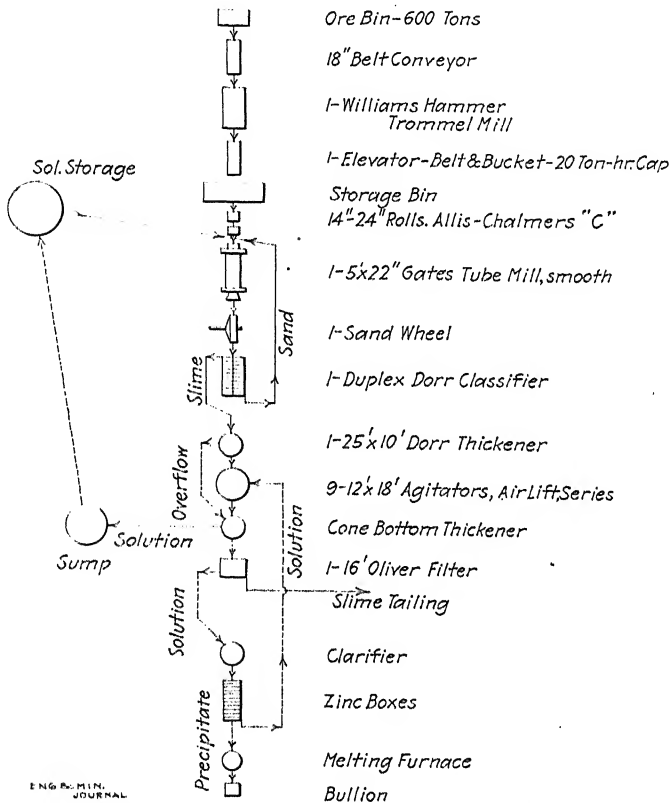 Ore Bin-600 Tons
18" Belt Conveyor
1-Williams Hammer
Trommel Mill
1-Elevator-Belt & Bucket-20 Ton-hr. Cap
Sol. Storage
Storage Bin
14"-24" Rolls. Allis-Chalmers "C"
1-5'x22" Gates Tube Mill, smooth
Sand
1-Sand Wheel
Slime
1-Duplex Dorr Classifier
1-25'x10' Dorr Thickener
Overflow
9-12'x18' Agitators, Air Lift, Series
Solution
Cone Bottom Thickener
Solution
Sump
1-16' Oliver Filter
Slime Tailing
Solution
Clarifier
Zinc Boxes
Precipitate
Melting Furnace
Bullion
ENG & MIN.
JOURNAL